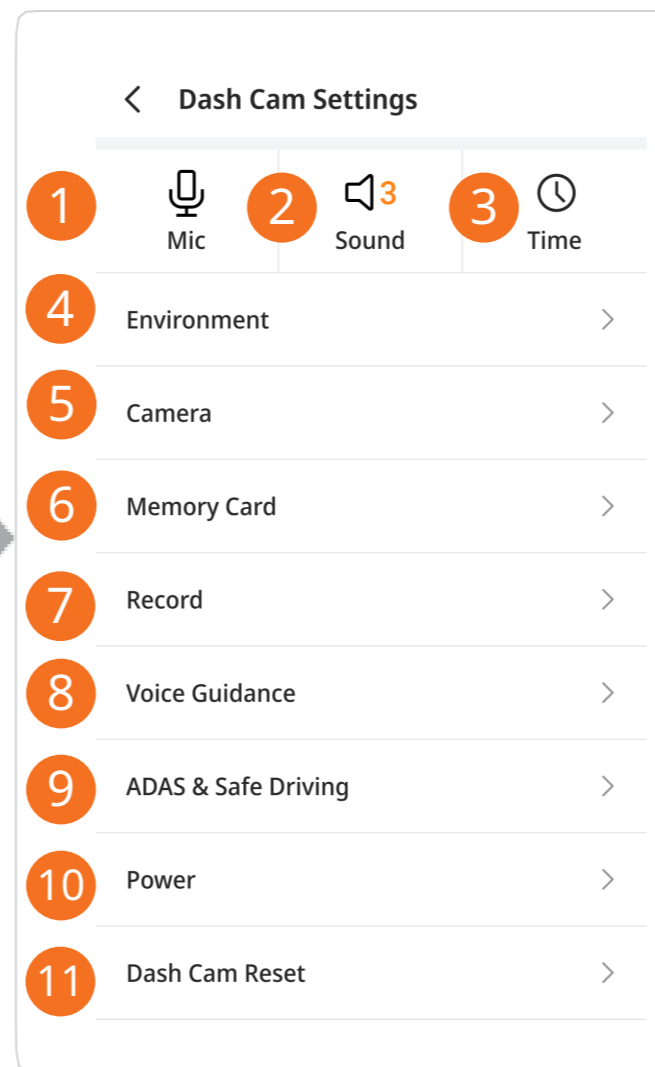 Dash Cam Settings
1 Mic 2 3 Sound 3 Time
4 Environment
5 Camera
6 Memory Card
7 Record
8 Voice Guidance
9 ADAS & Safe Driving
10 Power
11 Dash Cam Reset